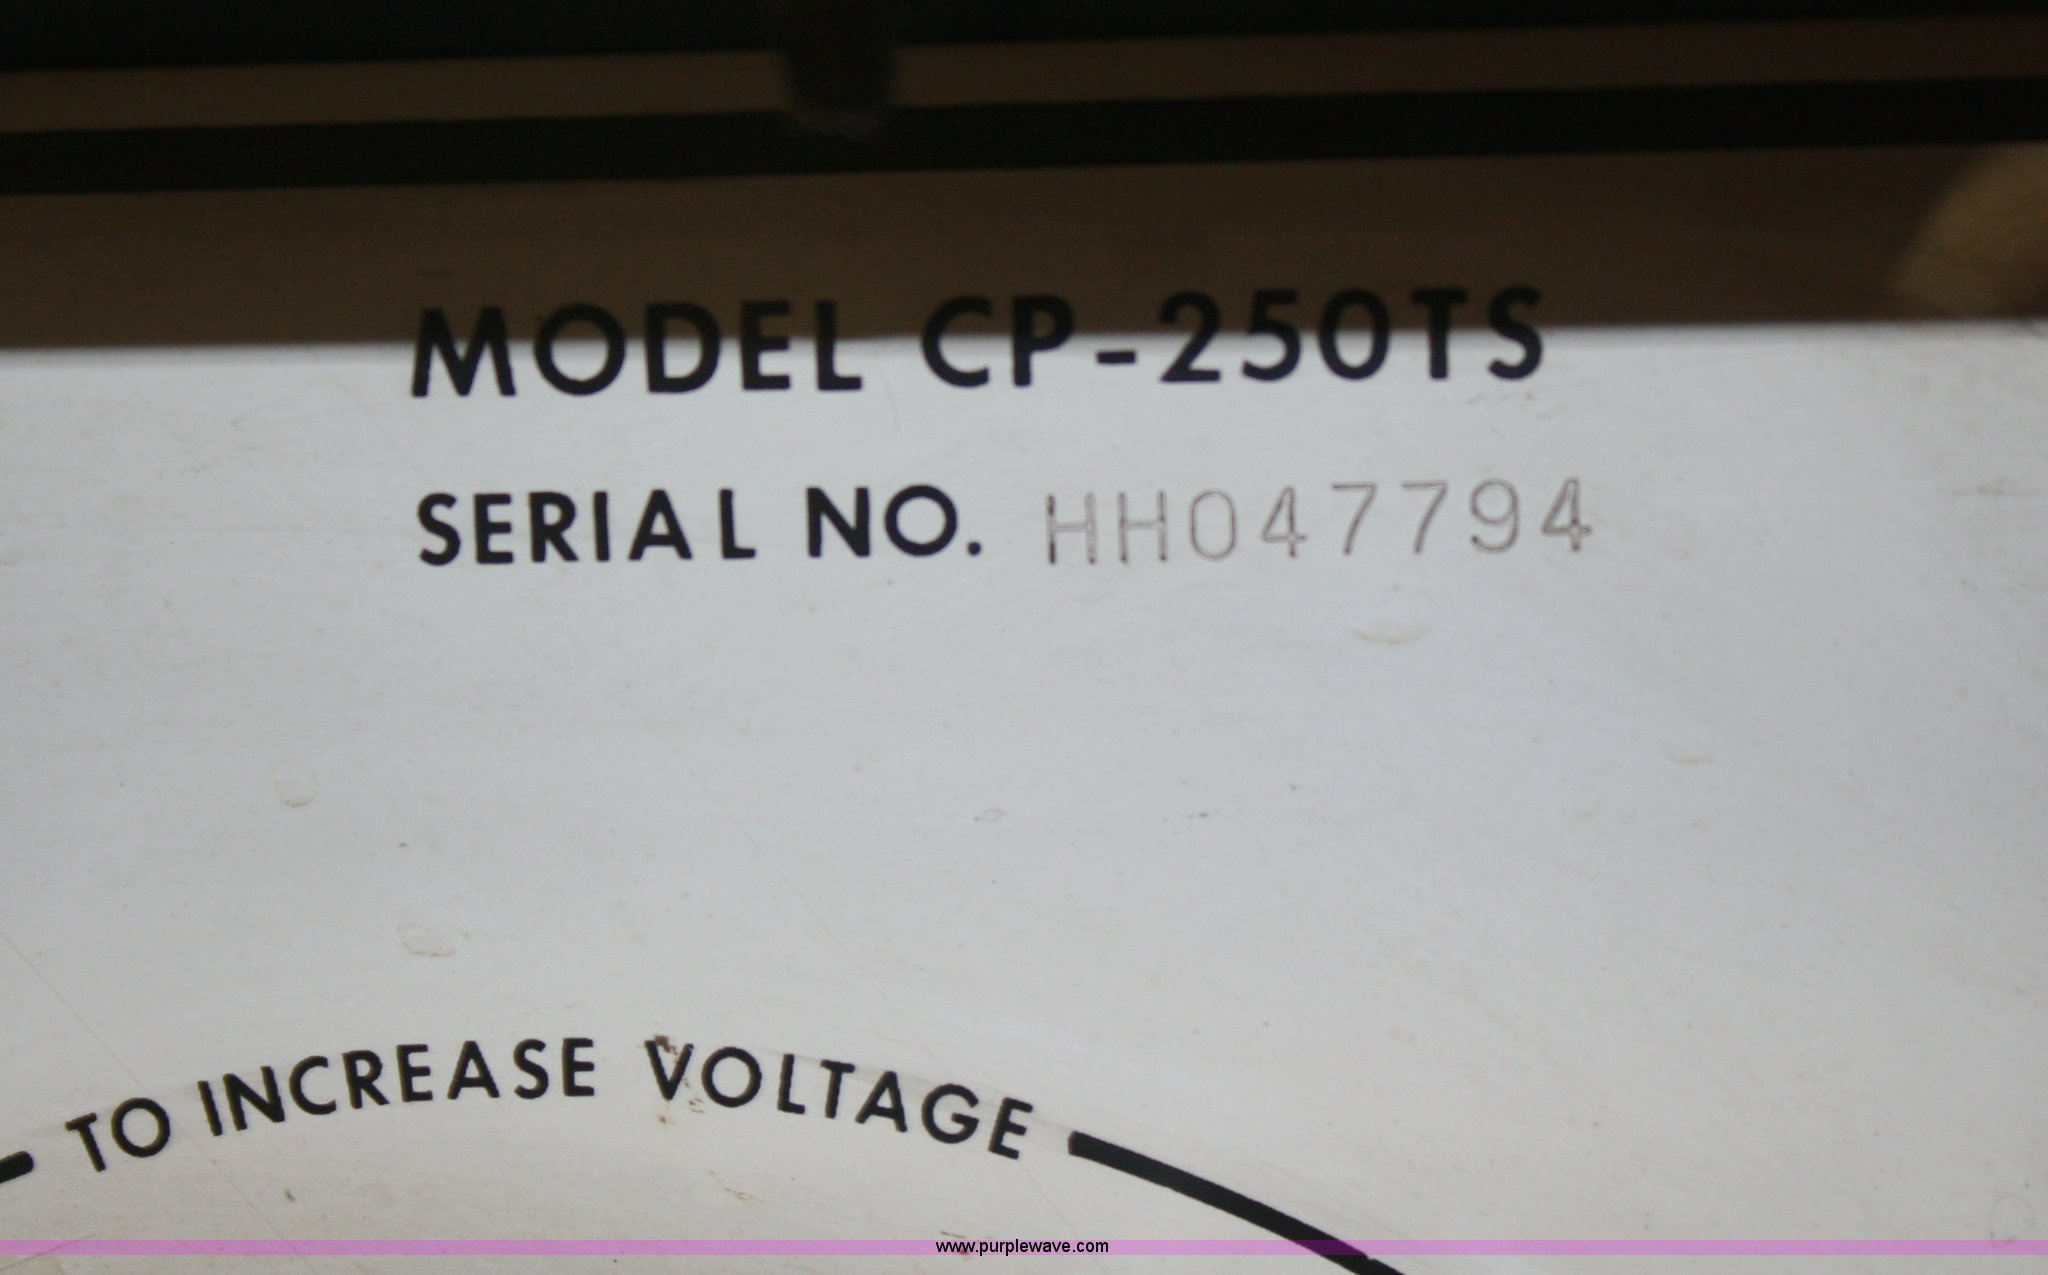 MODEL CP-250TS
SERIAL NO. HH047794
TO INCREASE VOLTAGE
www.purplewave.com